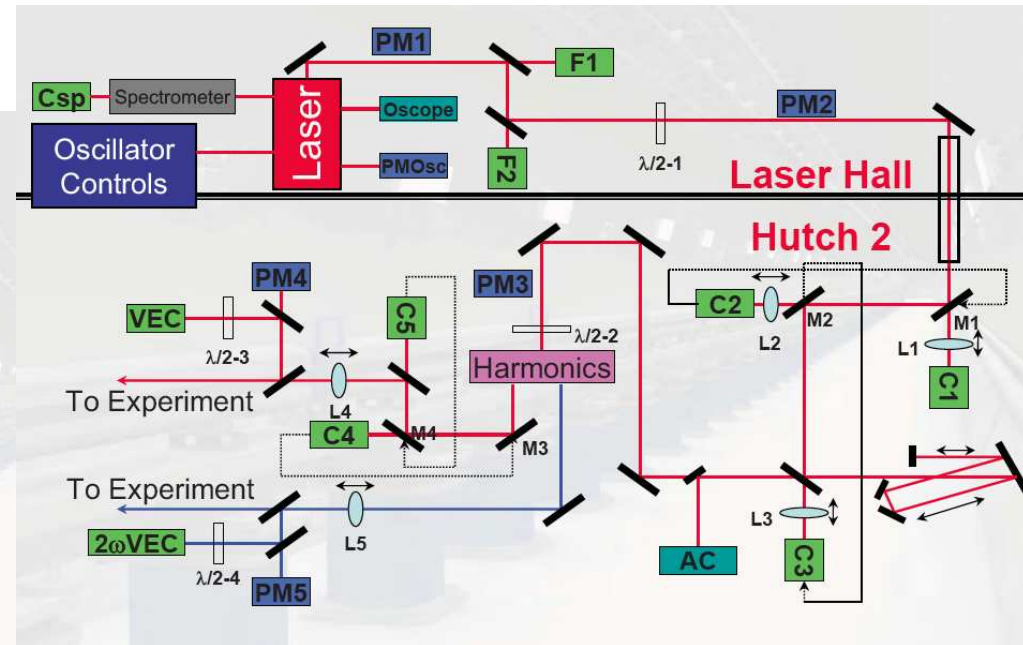 PM1
F1
Csp
Spectrometer
Laser
Oscope
PM2
Oscillator
Controls
PMOsc
F2
λ/2-1
Laser Hall
Hutch 2
PM4
PM3
C5
C2
M2
M1
VEC
λ/2-3
L2
L1
λ/2-2
Harmonics
C1
To Experiment
L4
C4
M4
M3
To Experiment
L3
2ωVEC
L5
AC
C3
λ/2-4
PM5